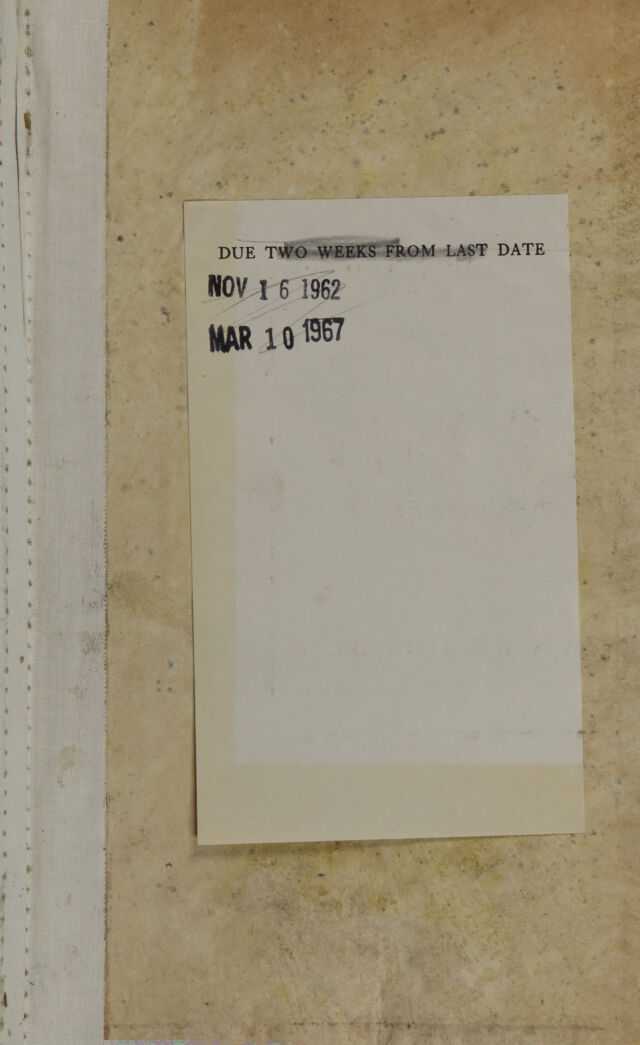 DUE TWO WEEKS FROM LAST DATE
NOV 16 1962
MAR 10 1967